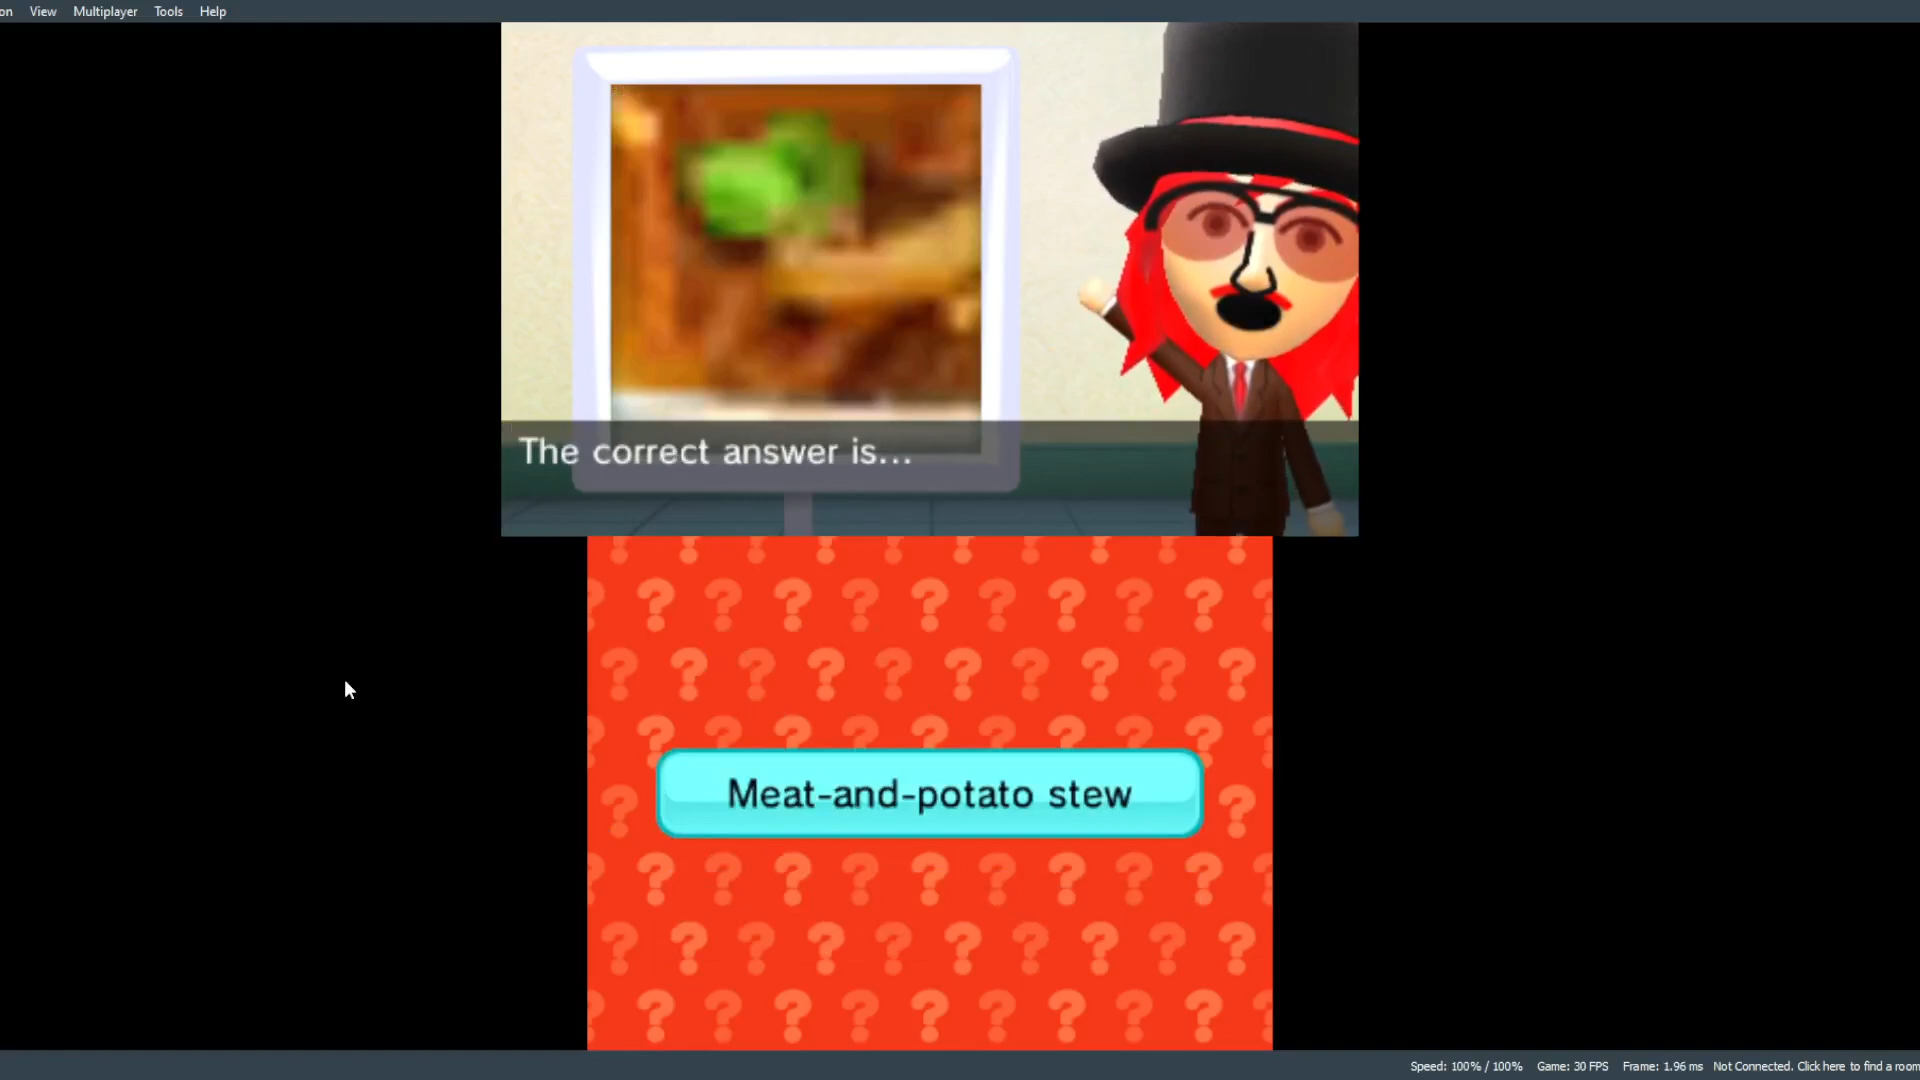 on View Multiplayer Tools Help
The correct answer is...
Meat-and-potato stew
Speed: 100% / 100% Game: 30 FPS Frame: 1.96 ms Not Connected. Click here to find a room